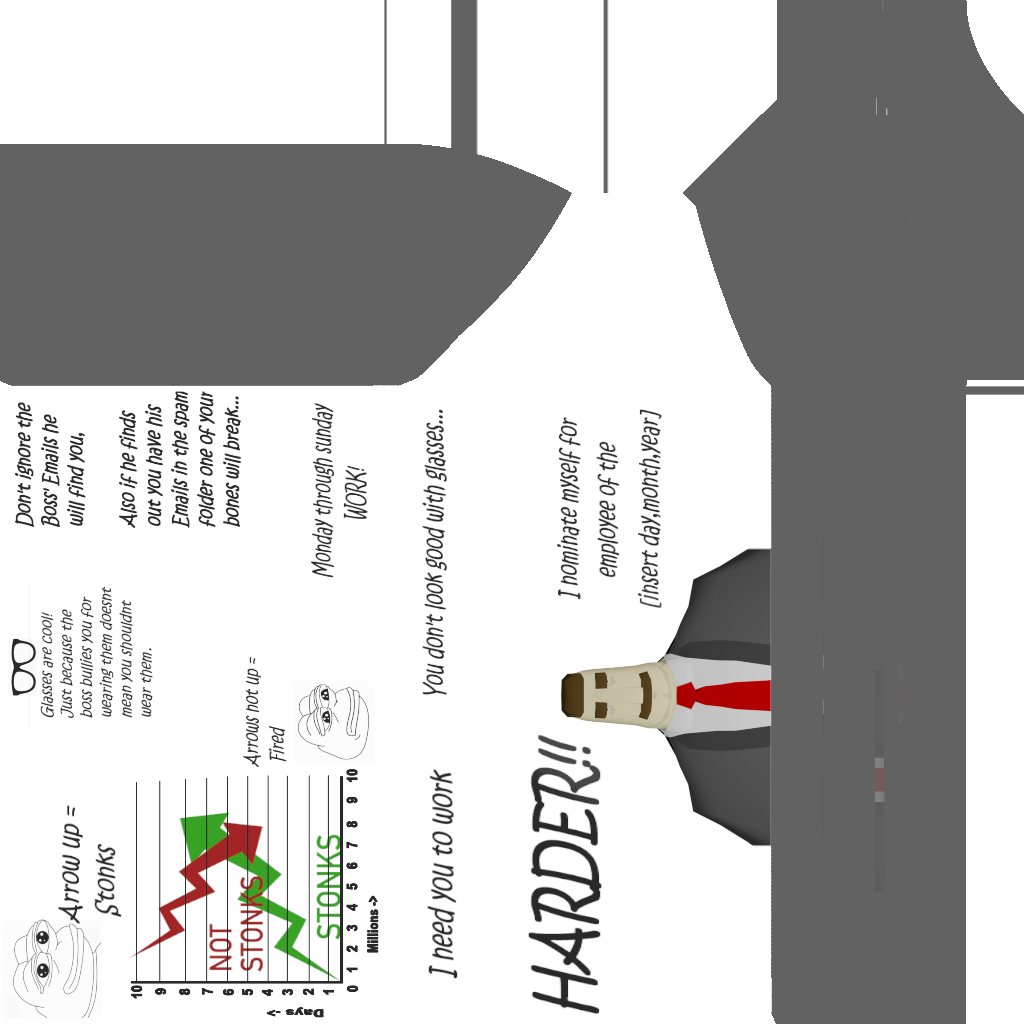 Don't ignore the
Boss' Emails he
will find you,
Also if he finds
out you have his
Emails in the spam
folder one of your
bones will break...
Monday through sunday
WORK!
You don't look good with glasses...
I nominate myself for
employee of the
[insert day,month,year]
Glasses are cool!
Just because the
boss bullies you for
wearing them doesnt
mean you shouldnt
wear them.
Arrows not up =
Fired
Arrow up =
Stonks
10
9
8
7
6
5
4
3
2
1
Days ->
NOT
STONKS
STONKS
0 1 2 3 4 5 6 7 8 9 10
Millions ->
I need you to work
HARDER!!